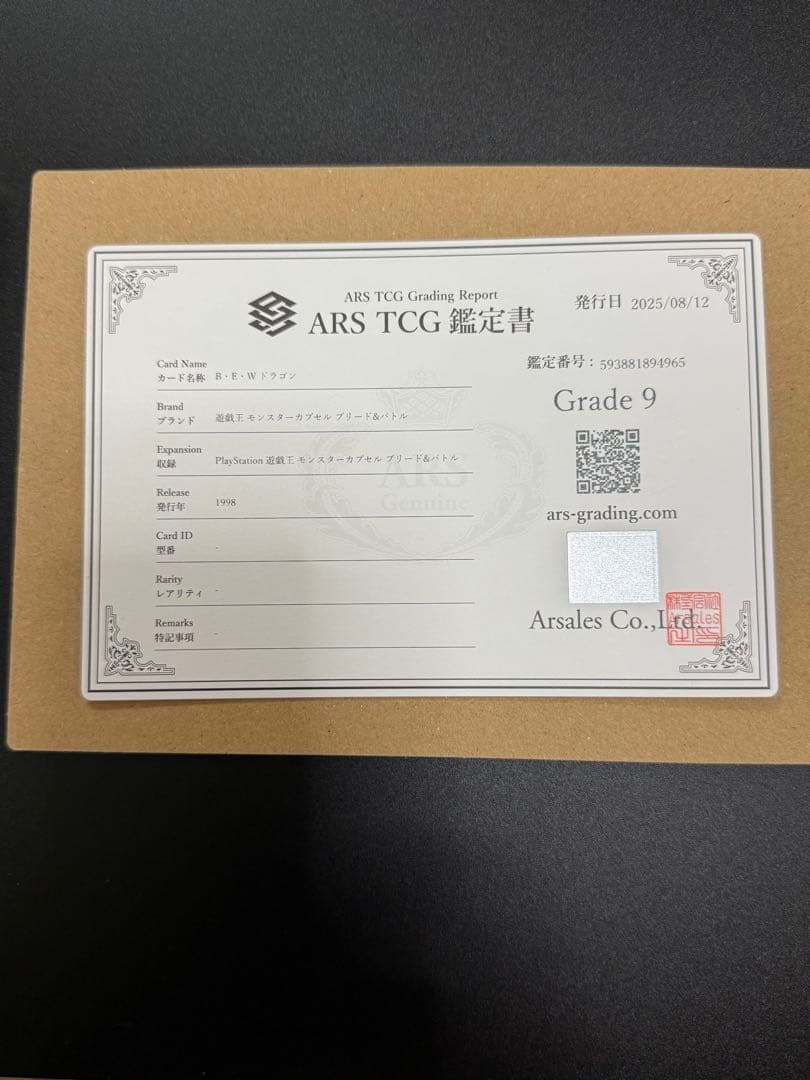 ARS TCG Grading Report
ARS TCG 鑑定書
発行日 2025/08/12
鑑定番号：593881894965
Grade 9
Card Name
カード名称 B・E・Wドラゴン
Brand
ブランド 遊戯王 モンスターカプセル ブリード&バトル
Expansion
収録 PlayStation 遊戯王 モンスターカプセル ブリード&バトル
Release
発行年 1998
Card ID
型番 -
Rarity
レアリティ -
Remarks
特記事項 -
ARS
Genuine
ars-grading.com
Arsales Co.,Ltd.